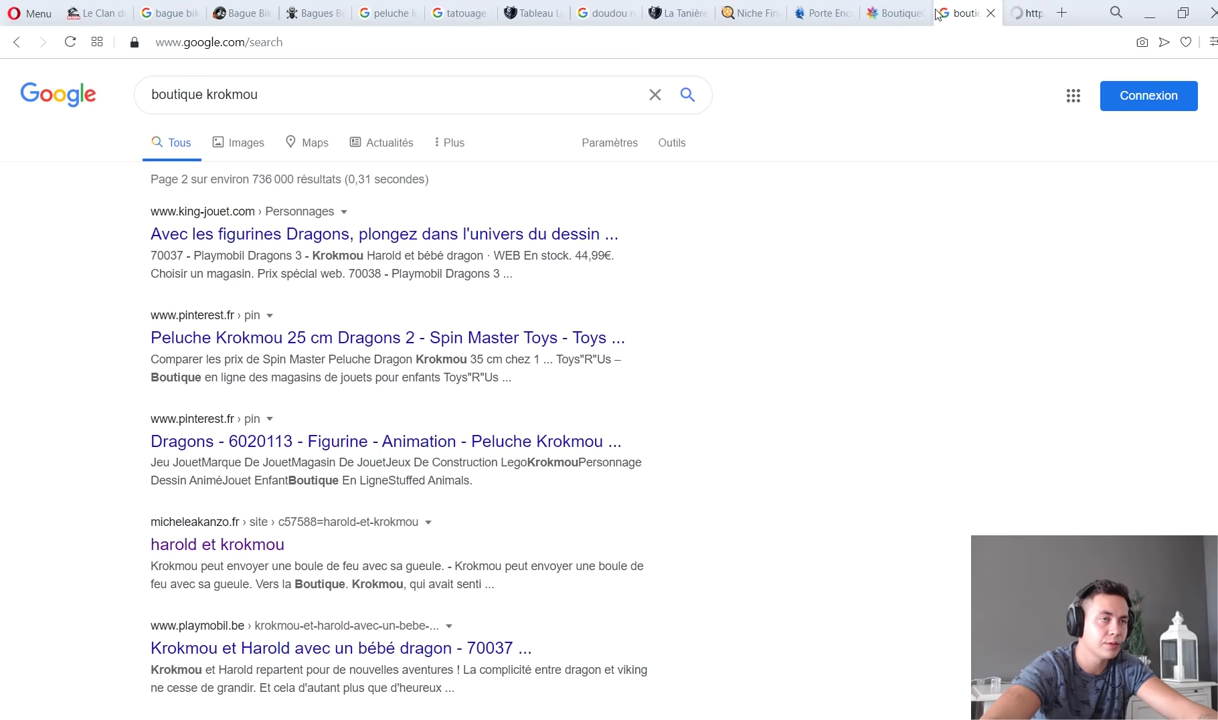 Menu Le Clan d bague bik Bague Bik Bagues B peluche k tatouage Tableau L doudou r La Tanière Niche Fin Porte Enc Boutique bouti http
www.google.com/search
Google boutique krokmou Connexion
Tous Images Maps Actualités Plus Paramètres Outils
Page 2 sur environ 736 000 résultats (0,31 secondes)
www.king-jouet.com › Personnages
Avec les figurines Dragons, plongez dans l'univers du dessin ...
70037 - Playmobil Dragons 3 - Krokmou Harold et bébé dragon · WEB En stock. 44,99€.
Choisir un magasin. Prix spécial web. 70038 - Playmobil Dragons 3 ...
www.pinterest.fr › pin
Peluche Krokmou 25 cm Dragons 2 - Spin Master Toys - Toys ...
Comparer les prix de Spin Master Peluche Dragon Krokmou 35 cm chez 1 ... Toys"R"Us –
Boutique en ligne des magasins de jouets pour enfants Toys"R"Us ...
www.pinterest.fr › pin
Dragons - 6020113 - Figurine - Animation - Peluche Krokmou ...
Jeu JouetMarque De JouetMagasin De JouetJeux De Construction LegoKrokmouPersonnage
Dessin AniméJouet EnfantBoutique En LigneStuffed Animals.
micheleakanzo.fr › site › c57588=harold-et-krokmou
harold et krokmou
Krokmou peut envoyer une boule de feu avec sa gueule. - Krokmou peut envoyer une boule de
feu avec sa gueule. Vers la Boutique. Krokmou, qui avait senti ...
www.playmobil.be › krokmou-et-harold-avec-un-bebe-...
Krokmou et Harold avec un bébé dragon - 70037 ...
Krokmou et Harold repartent pour de nouvelles aventures ! La complicité entre dragon et viking
ne cesse de grandir. Et cela d'autant plus que d'heureux ...